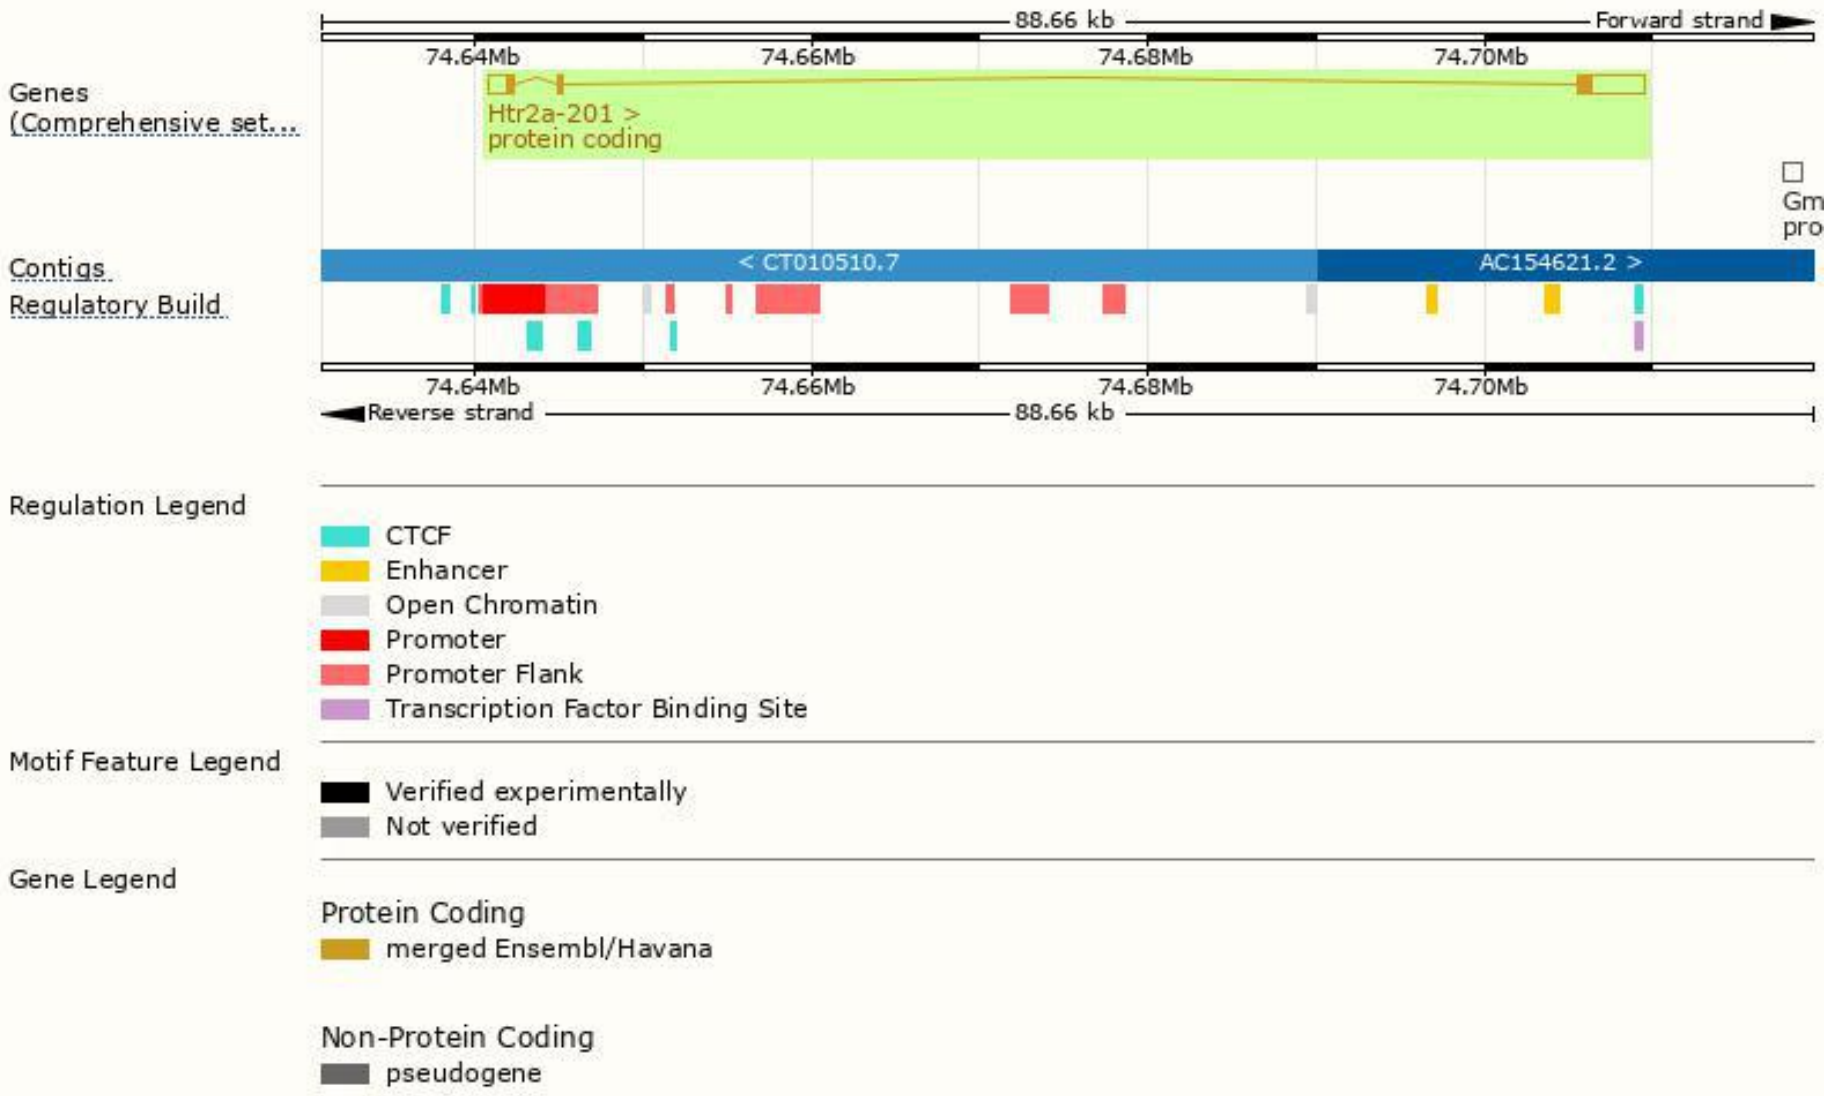 88.66 kb
Forward strand
74.64Mb 74.66Mb 74.68Mb 74.70Mb
Genes
(Comprehensive set...
Htr2a-201 >
protein coding
Gm
pro
Contigs
< CT010510.7
AC154621.2 >
Regulatory Build
74.64Mb 74.66Mb 74.68Mb 74.70Mb
Reverse strand
88.66 kb
Regulation Legend
CTCF
Enhancer
Open Chromatin
Promoter
Promoter Flank
Transcription Factor Binding Site
Motif Feature Legend
Verified experimentally
Not verified
Gene Legend
Protein Coding
merged Ensembl/Havana
Non-Protein Coding
pseudogene